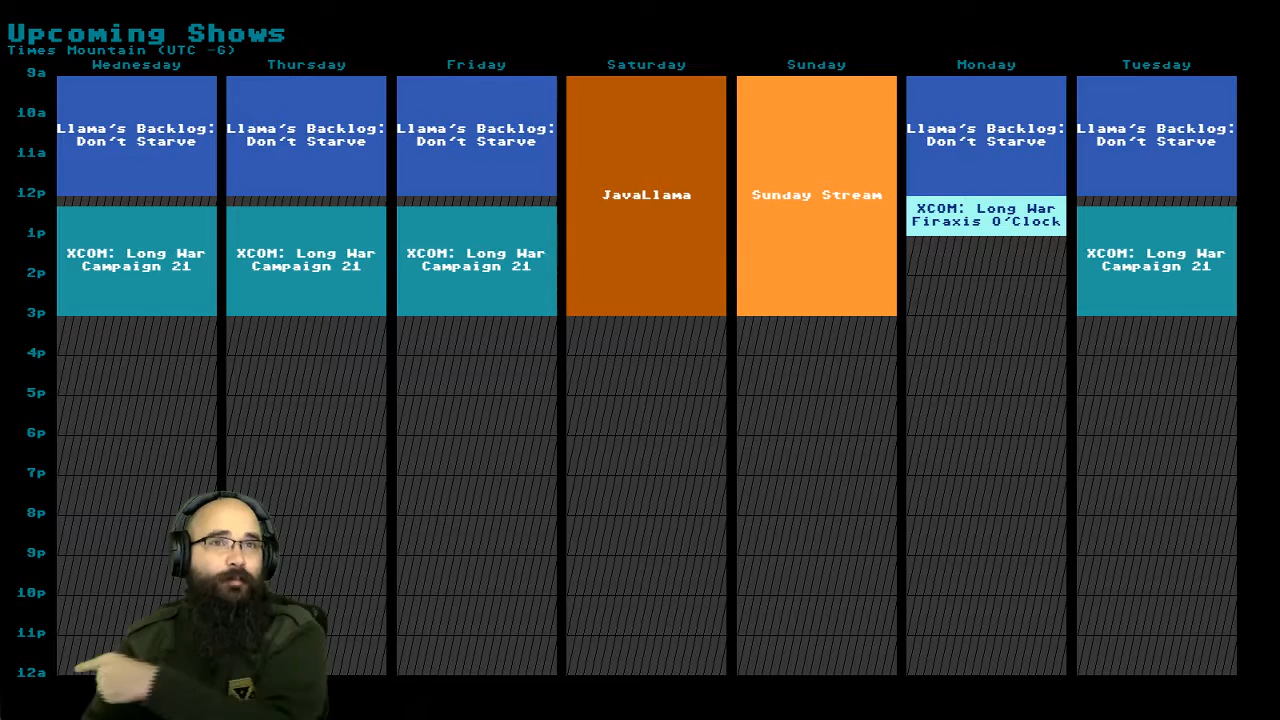 Upcoming Shows
Times Mountain (UTC -6)
Wednesday
Thursday
Friday
Saturday
Sunday
Monday
Tuesday
9a
10a
11a
12p
1p
2p
3p
4p
5p
6p
7p
8p
9p
10p
11p
12a
Llama's Backlog:
Don't Starve
XCOM: Long War
Campaign 21
Llama's Backlog:
Don't Starve
XCOM: Long War
Campaign 21
Llama's Backlog:
Don't Starve
XCOM: Long War
Campaign 21
JavaLlama
Sunday Stream
Llama's Backlog:
Don't Starve
XCOM: Long War
Firaxis O'Clock
Llama's Backlog:
Don't Starve
XCOM: Long War
Campaign 21